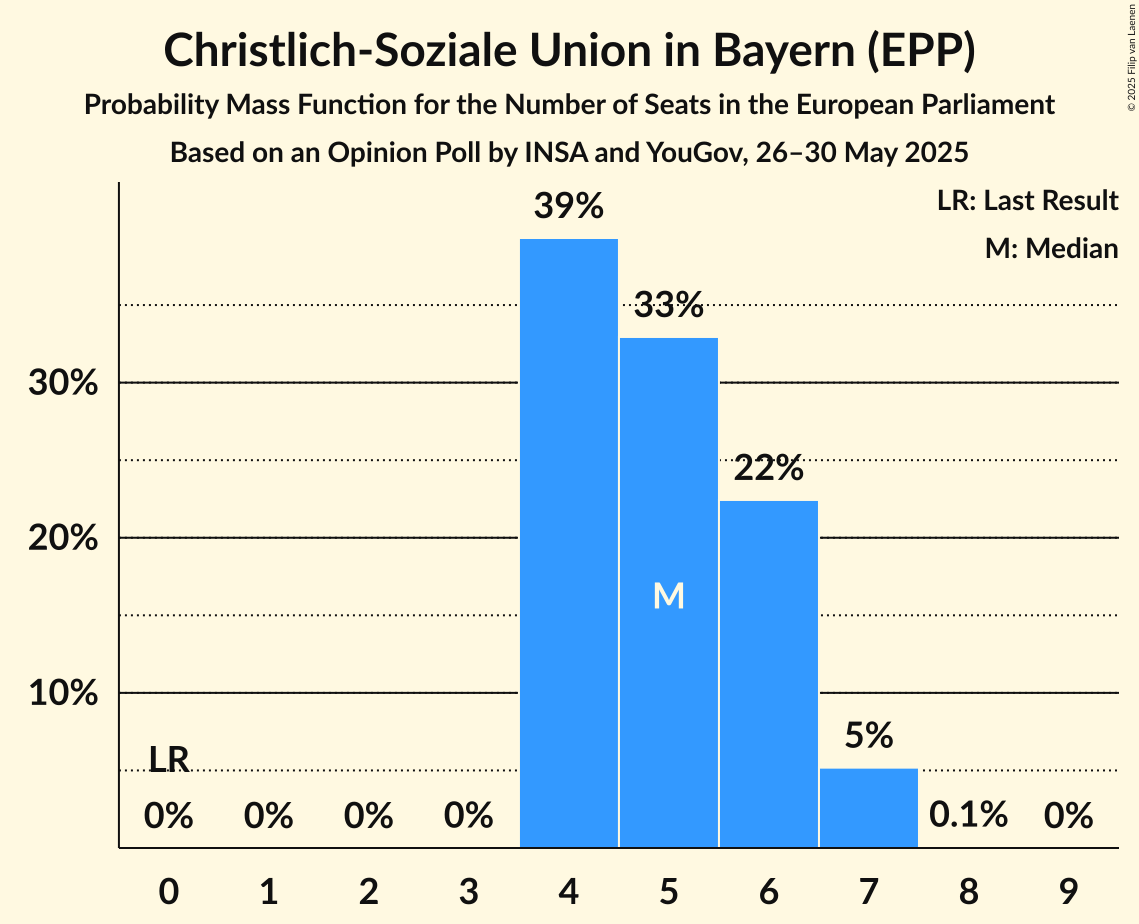 Christlich-Soziale Union in Bayern (EPP)
Probability Mass Function for the Number of Seats in the European Parliament
Based on an Opinion Poll by INSA and YouGov, 26–30 May 2025
© 2025 Filip van Laenen
LR: Last Result
M: Median
39%
33%
30%
22%
20%
M
10%
5%
LR
0% 0% 0% 0% 0.1% 0%
0 1 2 3 4 5 6 7 8 9